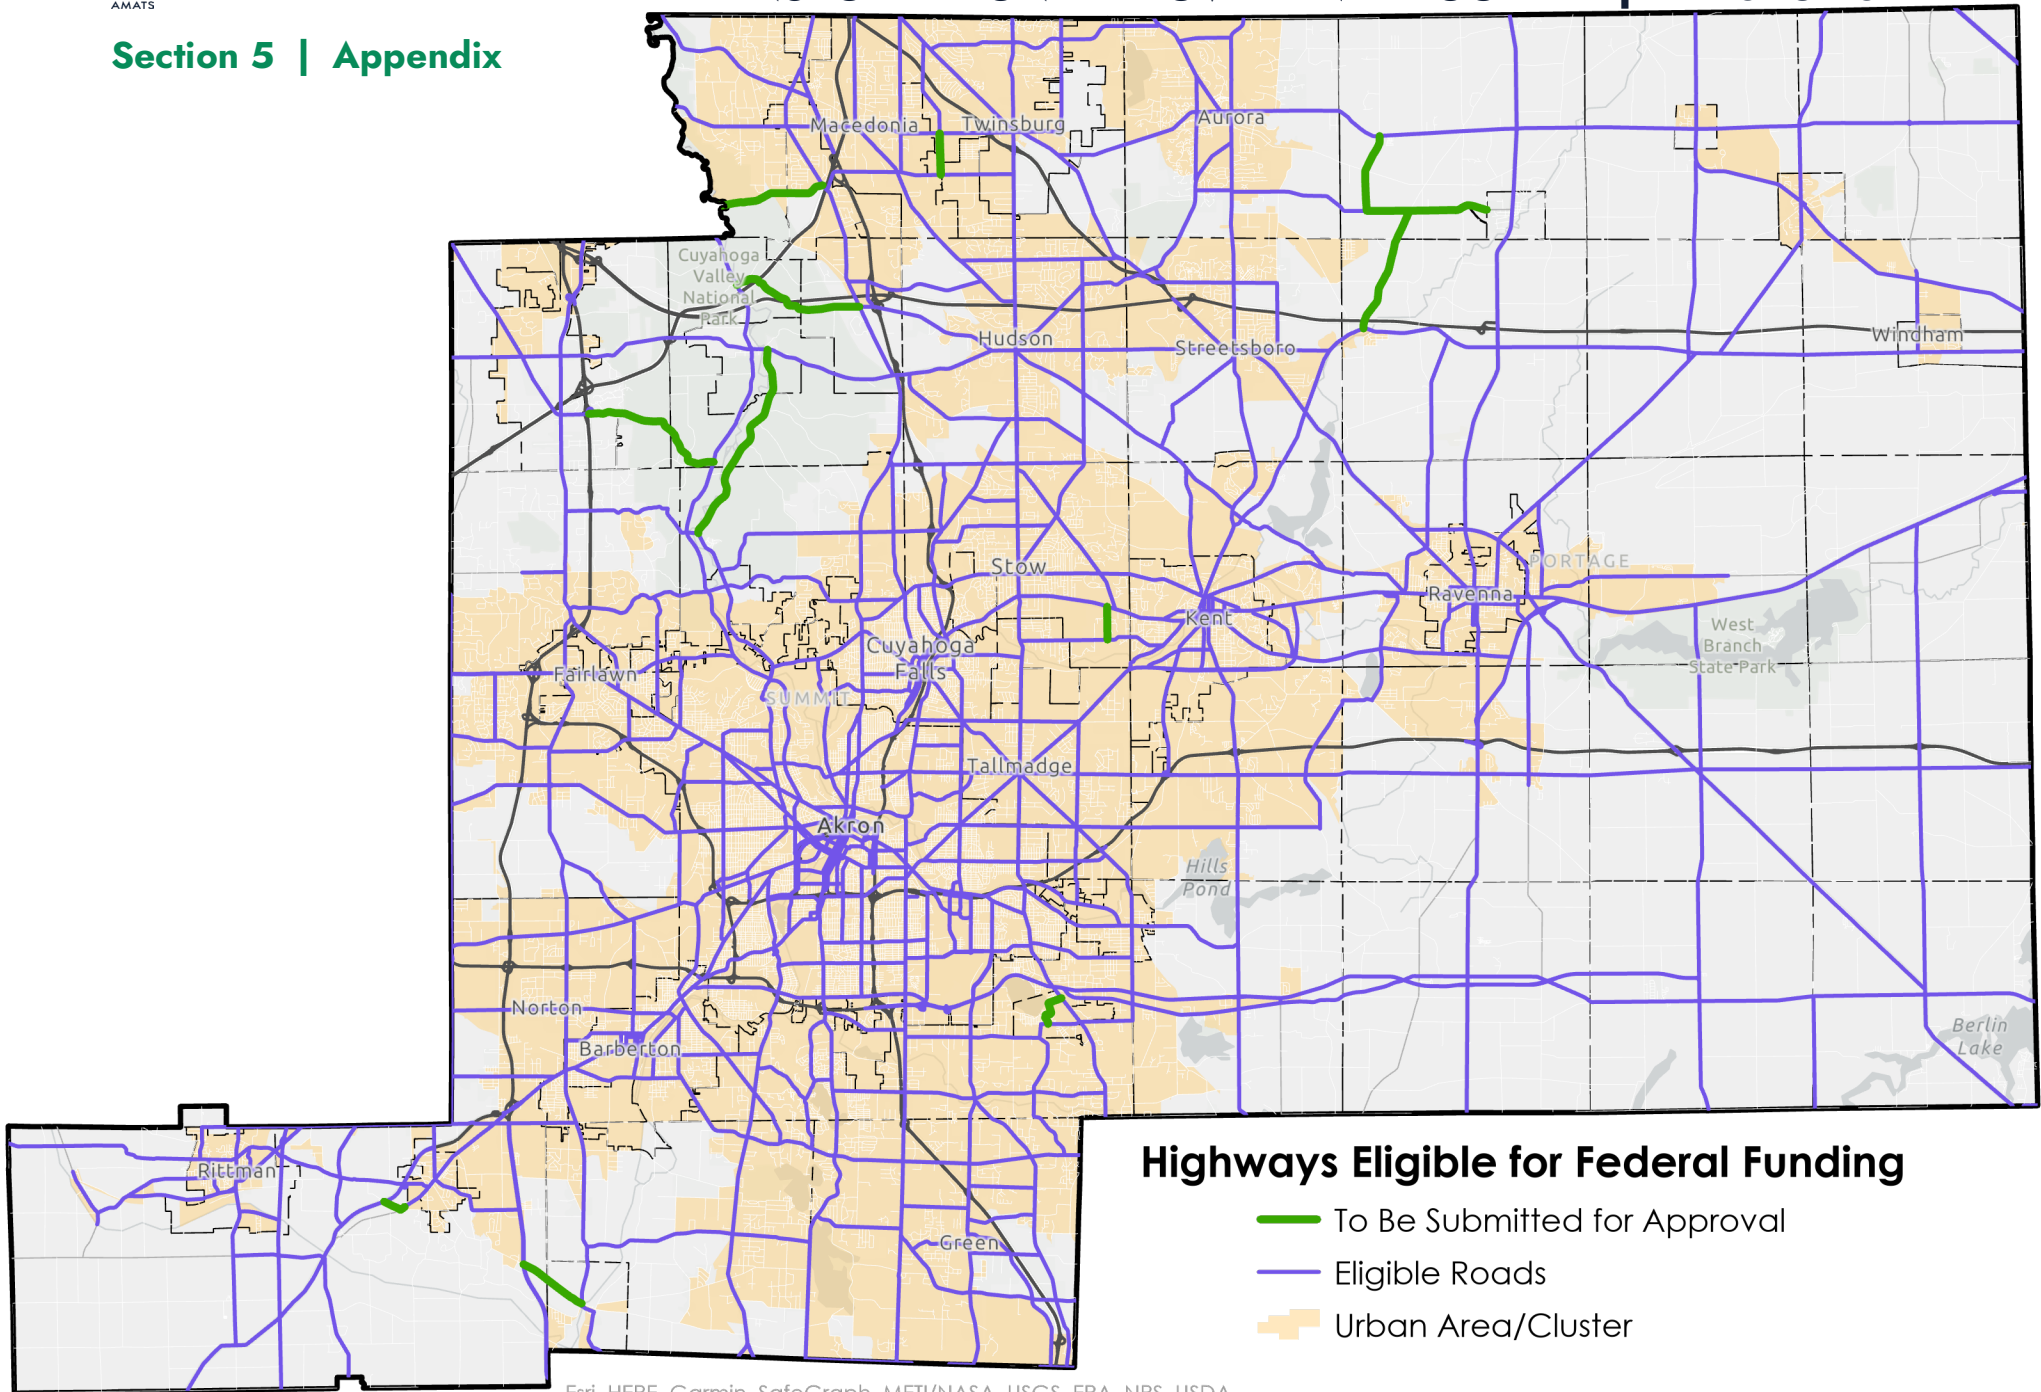 AMATS
Section 5 | Appendix
Macedonia
Twinsburg
Aurora
Cuyahoga
Valley
National
Park
Hudson
Streetsboro
Windham
Stow
PORTAGE
Ravenna
Kent
West
Branch
State Park
Cuyahoga
Falls
Fairlawn
SUMMIT
Tallmadge
Akron
Hills
Pond
Norton
Barberton
Berlin
Lake
Rittman
Green
Highways Eligible for Federal Funding
To Be Submitted for Approval
Eligible Roads
Urban Area/Cluster
Esri, HERE, Garmin, SafeGraph, METI/NASA, USGS, EPA, NPS, USDA